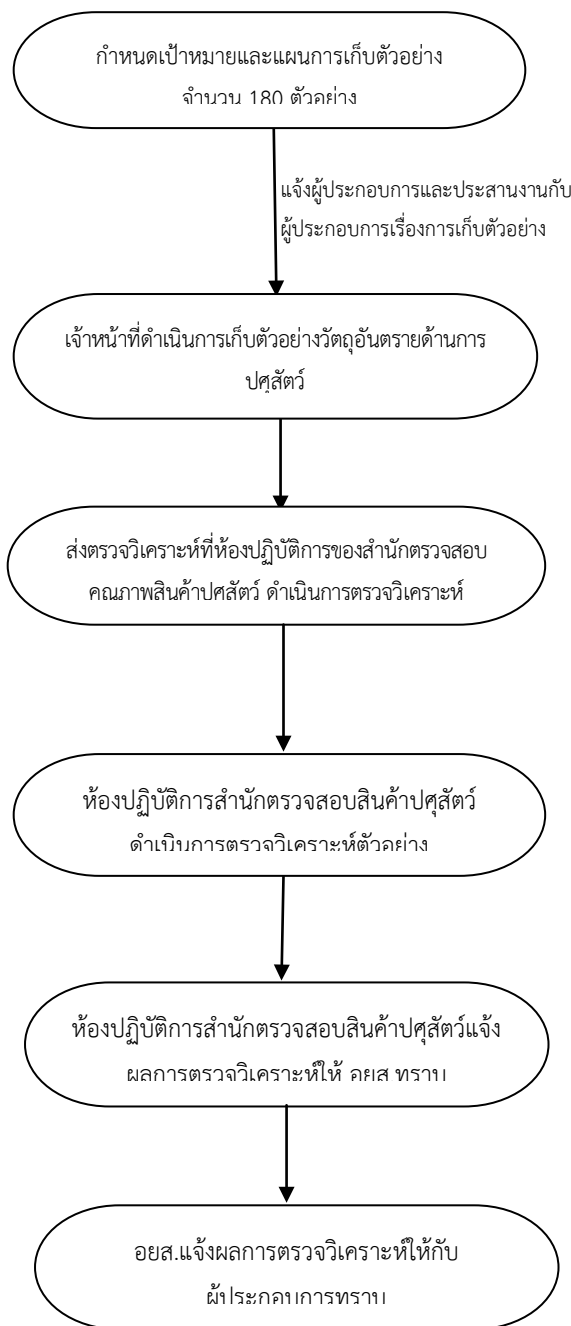 กำหนดเป้าหมายและแผนการเก็บตัวอย่าง
จำนวน 180 ตัวอย่าง
แจ้งผู้ประกอบการและประสานงานกับ
ผู้ประกอบการเรื่องการเก็บตัวอย่าง
เจ้าหน้าที่ดำเนินการเก็บตัวอย่างวัตถุอันตรายด้านการ
ปศุสัตว์
ส่งตรวจวิเคราะห์ที่ห้องปฏิบัติการของสำนักตรวจสอบ
คุณภาพสินค้าปศุสัตว์ ดำเนินการตรวจวิเคราะห์
ห้องปฏิบัติการสำนักตรวจสอบสินค้าปศุสัตว์
ดำเนินการตรวจวิเคราะห์ตัวอย่าง
ห้องปฏิบัติการสำนักตรวจสอบสินค้าปศุสัตว์แจ้ง
ผลการตรวจวิเคราะห์ให้ อยส ทราบ
อยส.แจ้งผลการตรวจวิเคราะห์ให้กับ
ผู้ประกอบการทราบ